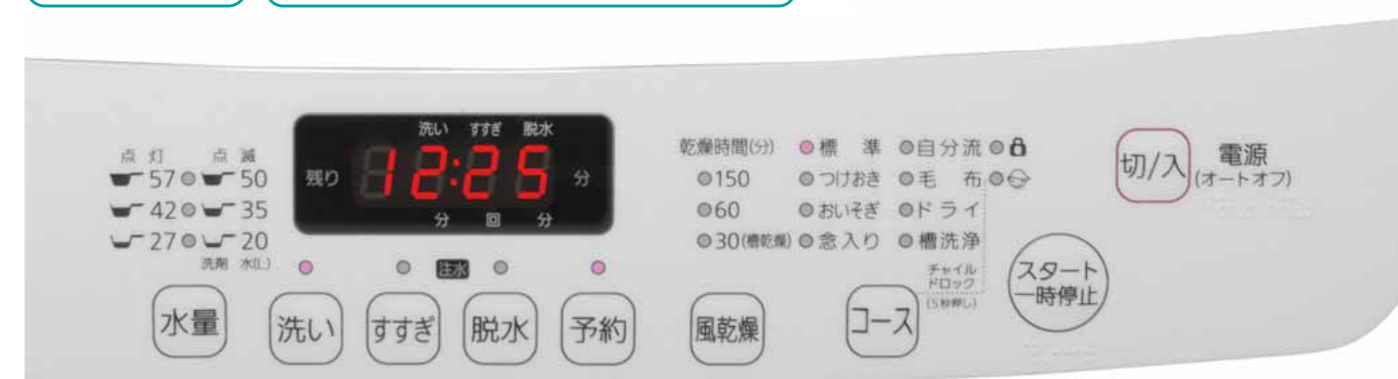 点灯 点滅
57 50
42 35
27 20
洗剤 水(L)
水量
洗い すすぎ 脱水
残り 12:25 分
分 回 分
注水
洗い
すすぎ
脱水
予約
乾燥時間(分)
150
60
30(槽乾燥)
風乾燥
標準
つけおき
おいそぎ
念入り
自分流
毛布
ドライ
槽洗浄
チャイル
ドロック
(5秒押し)
コース
スタート
一時停止
切/入
電源
(オートオフ)